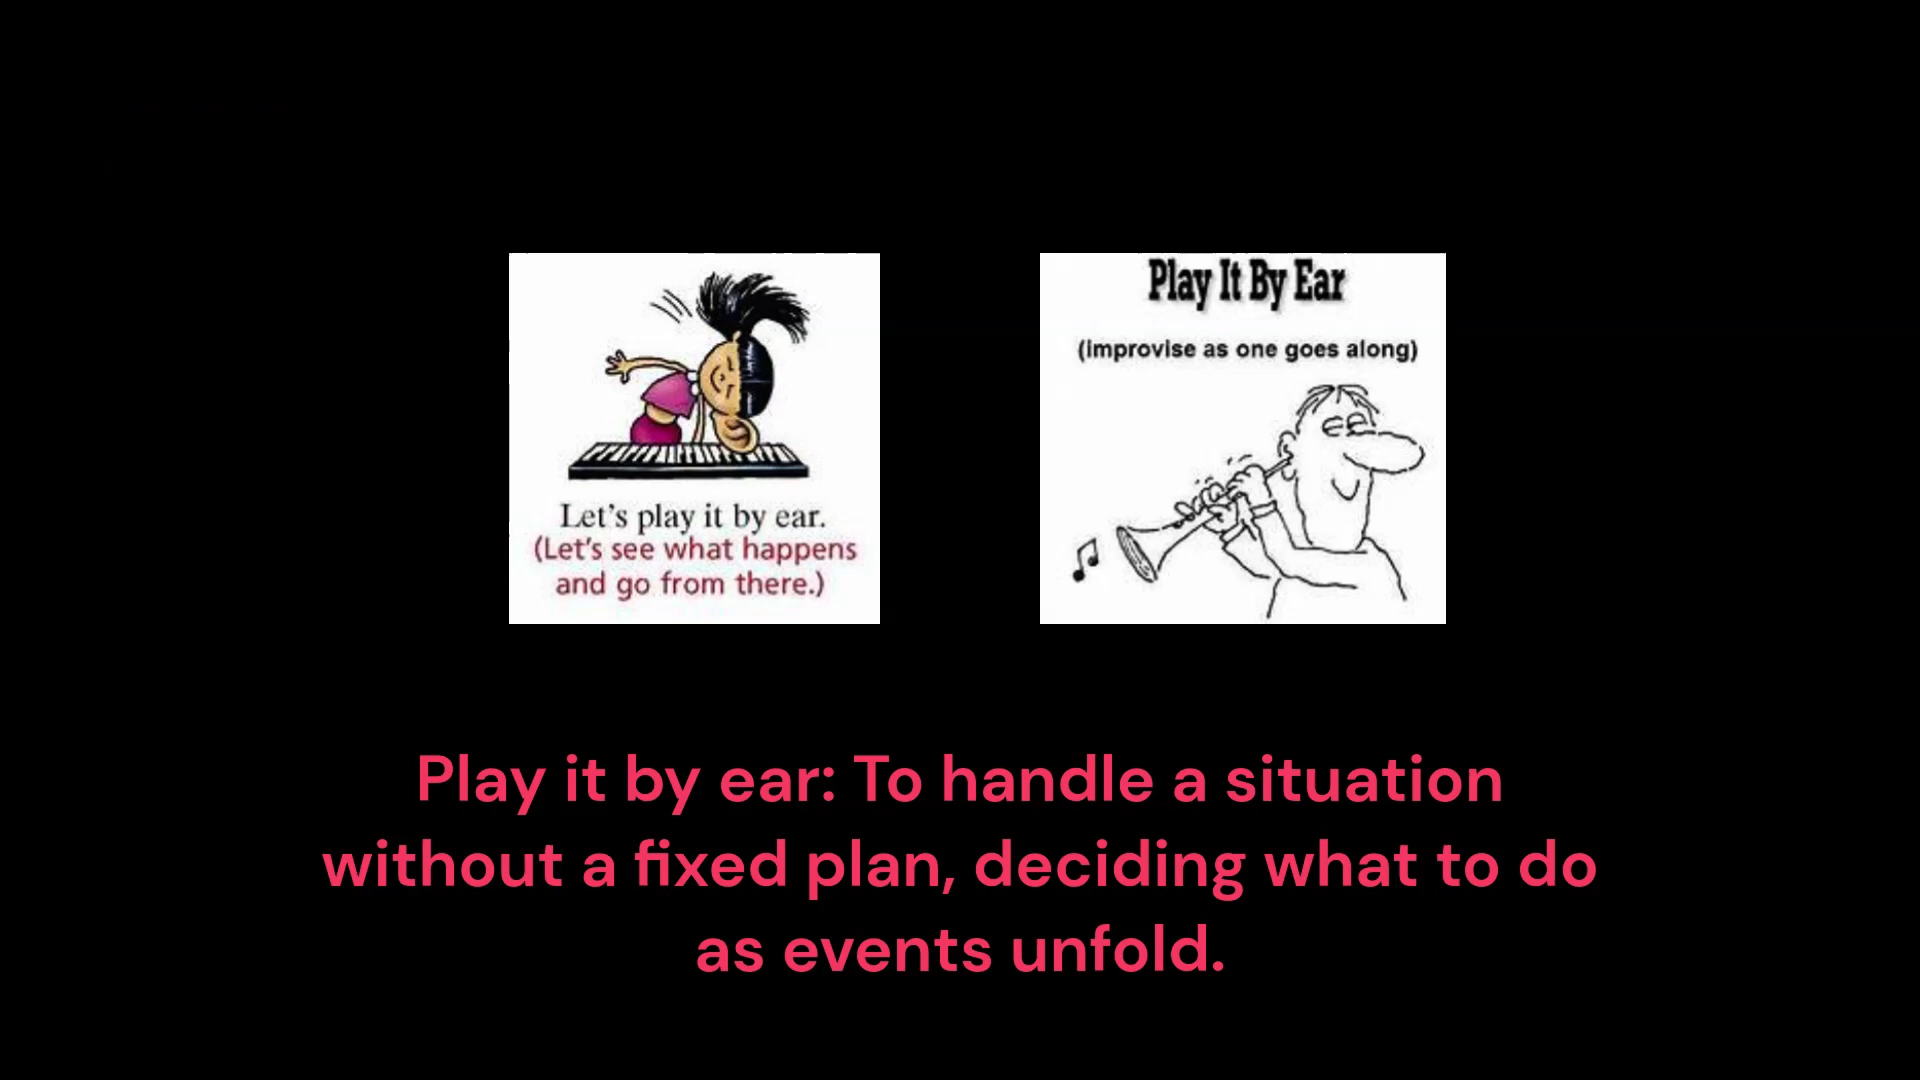 Let's play it by ear.
(Let's see what happens
and go from there.)
Play It By Ear
(improvise as one goes along)
Play it by ear: To handle a situation
without a fixed plan, deciding what to do
as events unfold.